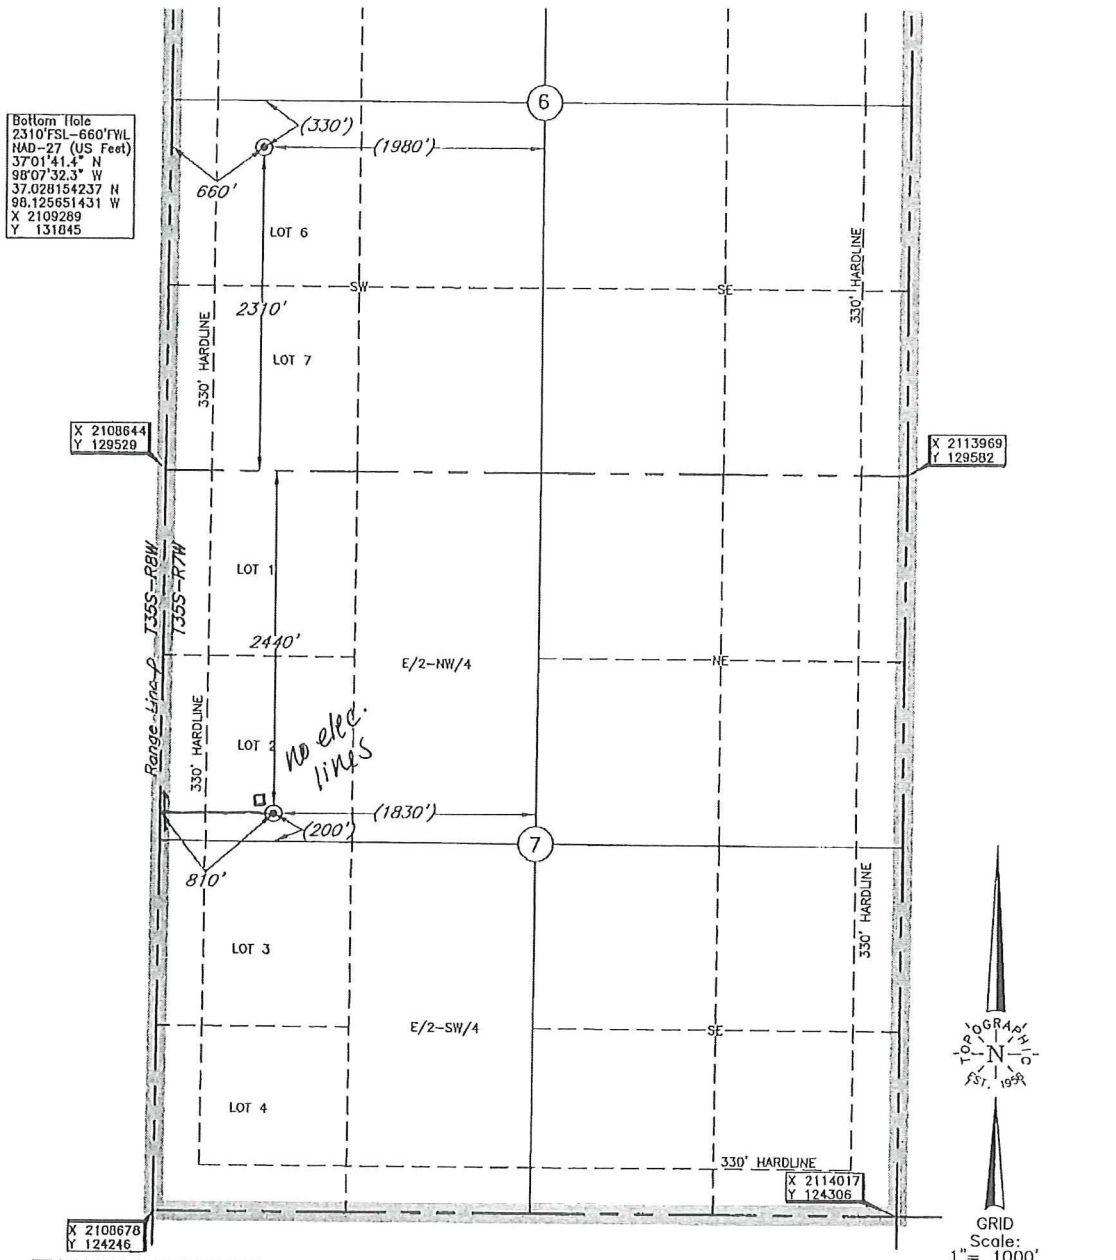 6
Bottom Hole
2310'FSL-660'FWL
NAD-27 (US Feet)
37°01'41.4" N
98°07'32.3" W
37.028154237 N
98.125651431 W
X 2109289
Y 131845
(330')
(1980')
660'
LOT 6
330' HARDLINE
SW
SE
2310'
330' HARDLINE
LOT 7
X 2108644
Y 129529
X 2113969
Y 129582
Range Line
T35S-R8W
T35S-R7W
LOT 1
2440'
E/2-NW/4
NE
330' HARDLINE
LOT 2
no elec.
lines
(1830')
(200')
7
810'
330' HARDLINE
LOT 3
E/2-SW/4
SE
TOPOGRAPHIC
N
EST. 1956
LOT 4
330' HARDLINE
X 2114017
Y 124306
X 2108678
Y 124246
GRID
Scale:
1"= 1000'